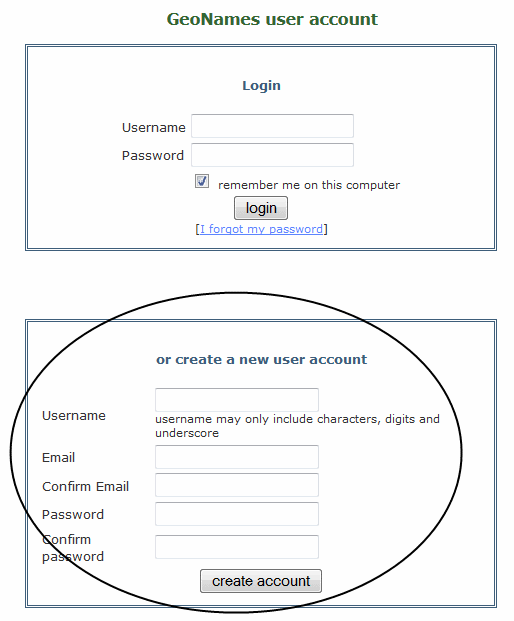 GeoNames user account
Login
Username
Password
remember me on this computer
login
[I forgot my password]
or create a new user account
Username
username may only include characters, digits and
underscore
Email
Confirm Email
Password
Confirm
password
create account